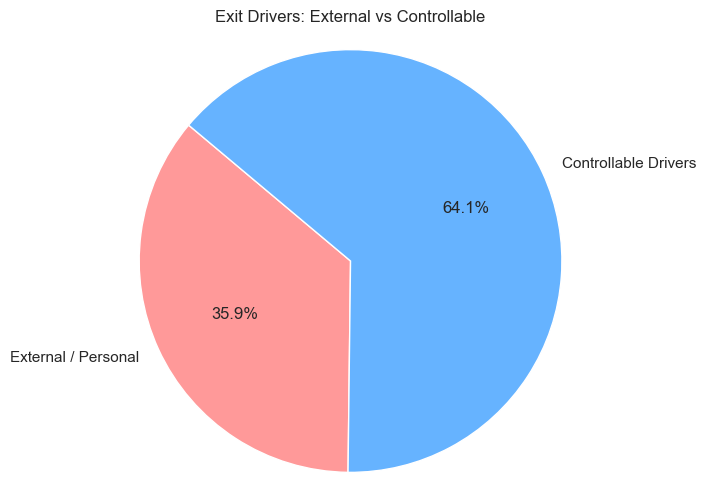 Exit Drivers: External vs Controllable
Controllable Drivers
64.1%
35.9%
External / Personal